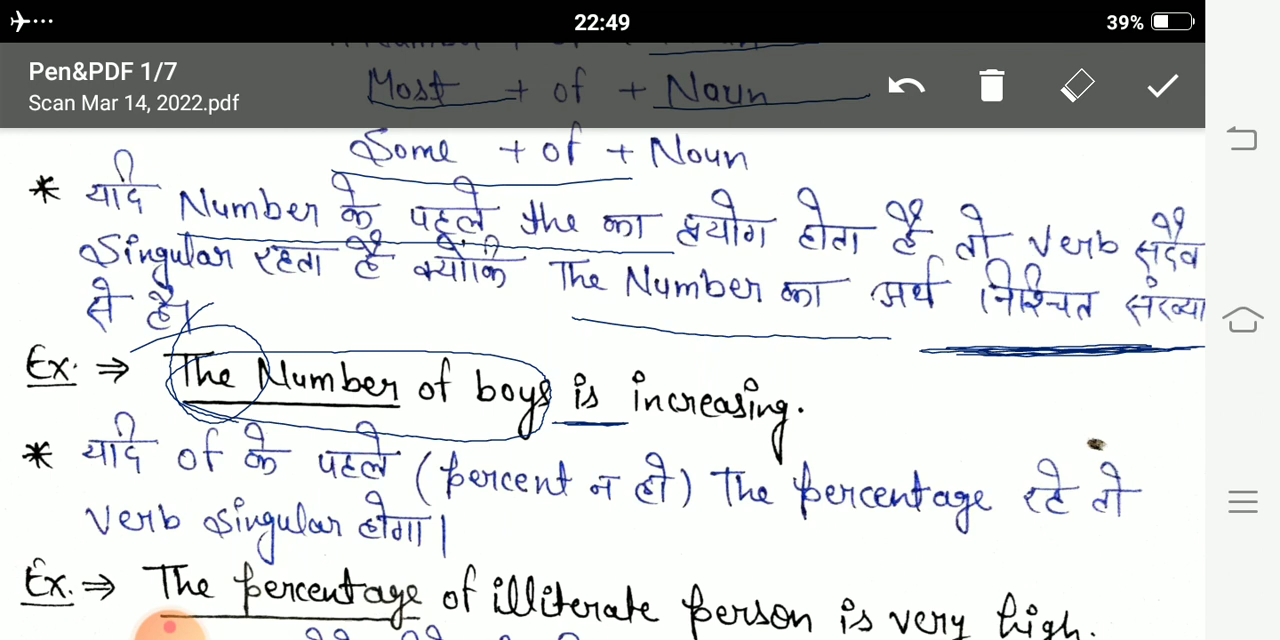 22:49
39%
Pen&PDF 1/7
Scan Mar 14, 2022.pdf
Most + of + Noun
Some + of + Noun
* यदि Number के पहले the का प्रयोग होता है तो verb सदैव
Singular रहता है क्योंकि The Number का अर्थ निश्चित संख्या
से है।
Ex. ⇒ The Number of boys is increasing.
* यदि of के पहले (percent न हो) The percentage रहे तो
verb singular होगा।
Ex. ⇒ The percentage of illiterate person is very high.